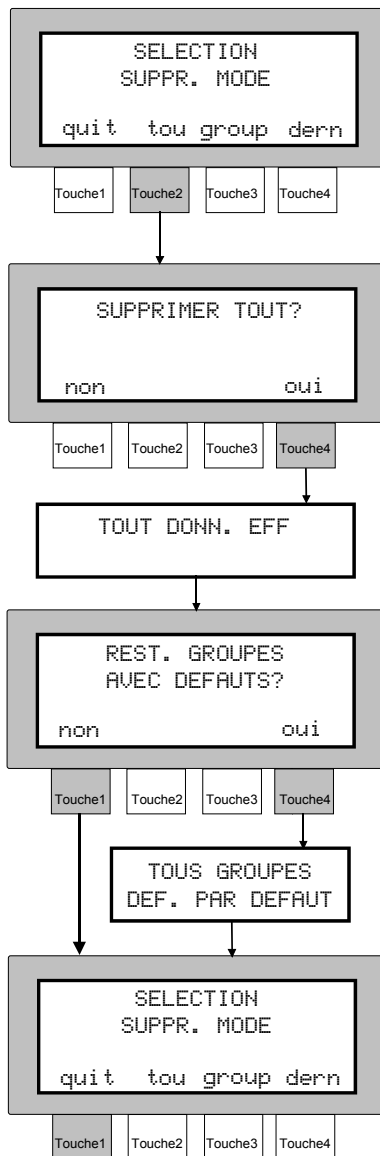 SELECTION
SUPPR. MODE
quit tou group dern
Touche1 Touche2 Touche3 Touche4
SUPPRIMER TOUT?
non oui
Touche1 Touche2 Touche3 Touche4
TOUT DONN. EFF
REST. GROUPES
AVEC DEFAUTS?
non oui
Touche1 Touche2 Touche3 Touche4
TOUS GROUPES
DEF. PAR DEFAUT
SELECTION
SUPPR. MODE
quit tou group dern
Touche1 Touche2 Touche3 Touche4